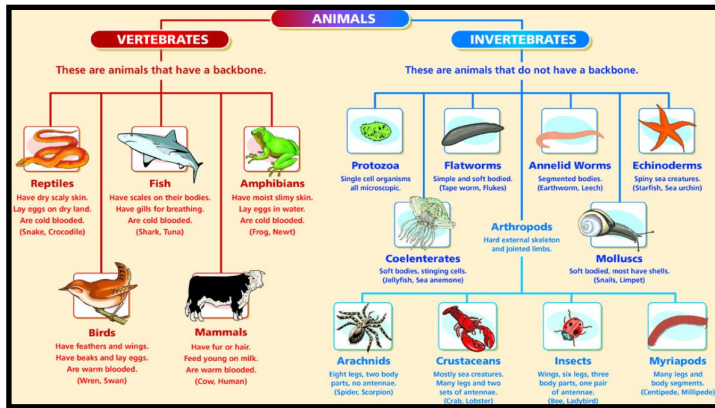 ANIMALS
VERTEBRATES
These are animals that have a backbone.
Reptiles
Have dry scaly skin.
Lay eggs on dry land.
Are cold blooded.
(Snake, Crocodile)
Fish
Have scales on their bodies.
Have gills for breathing.
Are cold blooded.
(Shark, Tuna)
Amphibians
Have moist slimy skin.
Lay eggs in water.
Are cold blooded.
(Frog, Newt)
Birds
Have feathers and wings.
Have beaks and lay eggs.
Are warm blooded.
(Wren, Swan)
Mammals
Have fur or hair.
Feed young on milk.
Are warm blooded.
(Cow, Human)
INVERTEBRATES
These are animals that do not have a backbone.
Protozoa
Single cell organisms
all microscopic.
Flatworms
Simple and soft bodied.
(Tape worm, Flukes)
Annelid Worms
Segmented bodies.
(Earthworm, Leech)
Echinoderms
Spiny sea creatures.
(Starfish, Sea urchin)
Coelenterates
Soft bodies, stinging cells.
(Jellyfish, Sea anemone)
Arthropods
Hard external skeleton
and jointed limbs.
Molluscs
Soft bodied, most have shells.
(Snails, Limpet)
Arachnids
Eight legs, two body
parts, no antennae.
(Spider, Scorpion)
Crustaceans
Mostly sea creatures.
Many legs and two
sets of antennae.
(Crab, Lobster)
Insects
Wings, six legs, three
body parts, one pair
of antennae.
(Bee, Ladybird)
Myriapods
Many legs and
body segments.
(Centipede, Millipede)